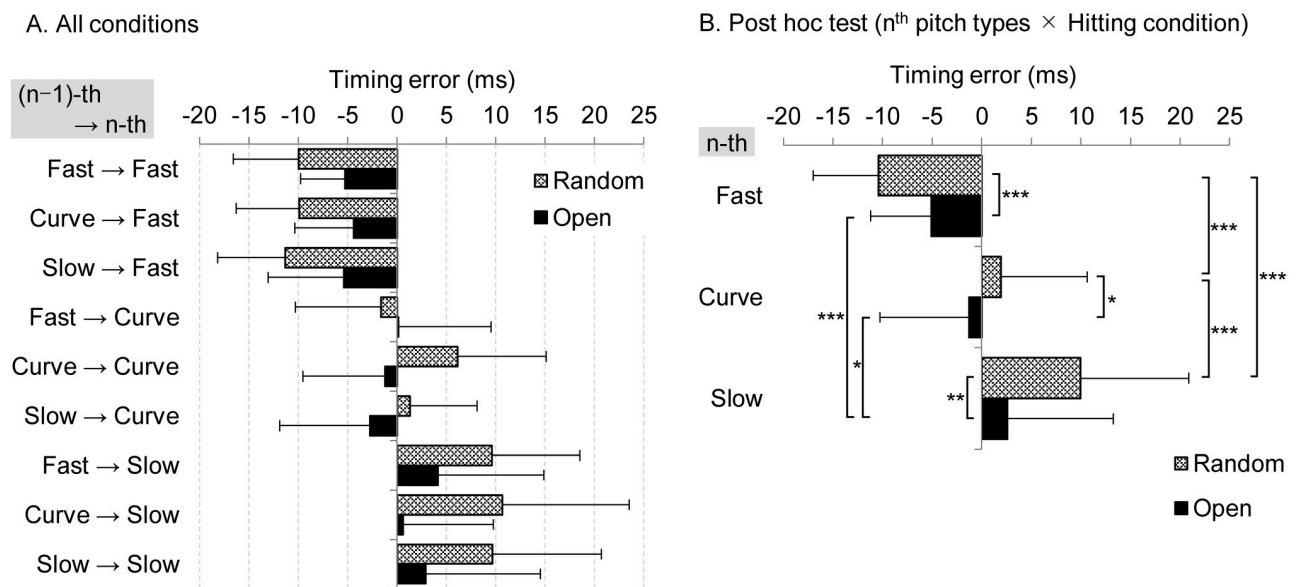 A. All conditions
Timing error (ms)
(n−1)-th
→ n-th
-20 -15 -10 -5 0 5 10 15 20 25
Fast → Fast
Curve → Fast
Slow → Fast
Fast → Curve
Curve → Curve
Slow → Curve
Fast → Slow
Curve → Slow
Slow → Slow
Random
Open
B. Post hoc test (nth pitch types × Hitting condition)
Timing error (ms)
-20 -15 -10 -5 0 5 10 15 20 25
n-th
Fast
Curve
Slow
***
***
***
*
***
***
*
**
Random
Open